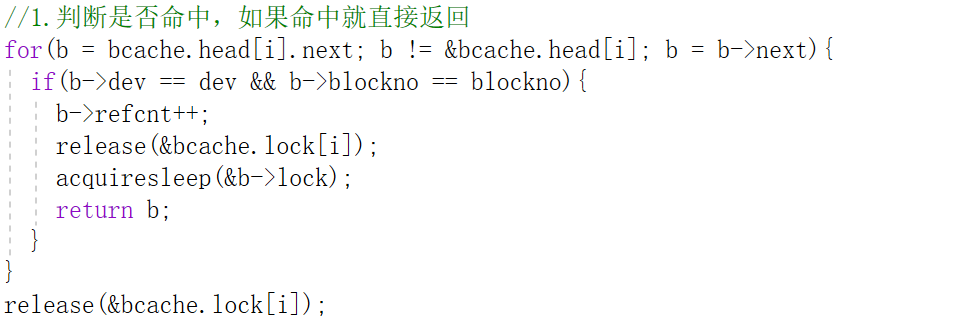 //1.判断是否命中，如果命中就直接返回
for(b = bcache.head[i].next; b != &bcache.head[i]; b = b->next){
  if(b->dev == dev && b->blockno == blockno){
    b->refcnt++;
    release(&bcache.lock[i]);
    acquiresleep(&b->lock);
    return b;
  }
}
release(&bcache.lock[i]);